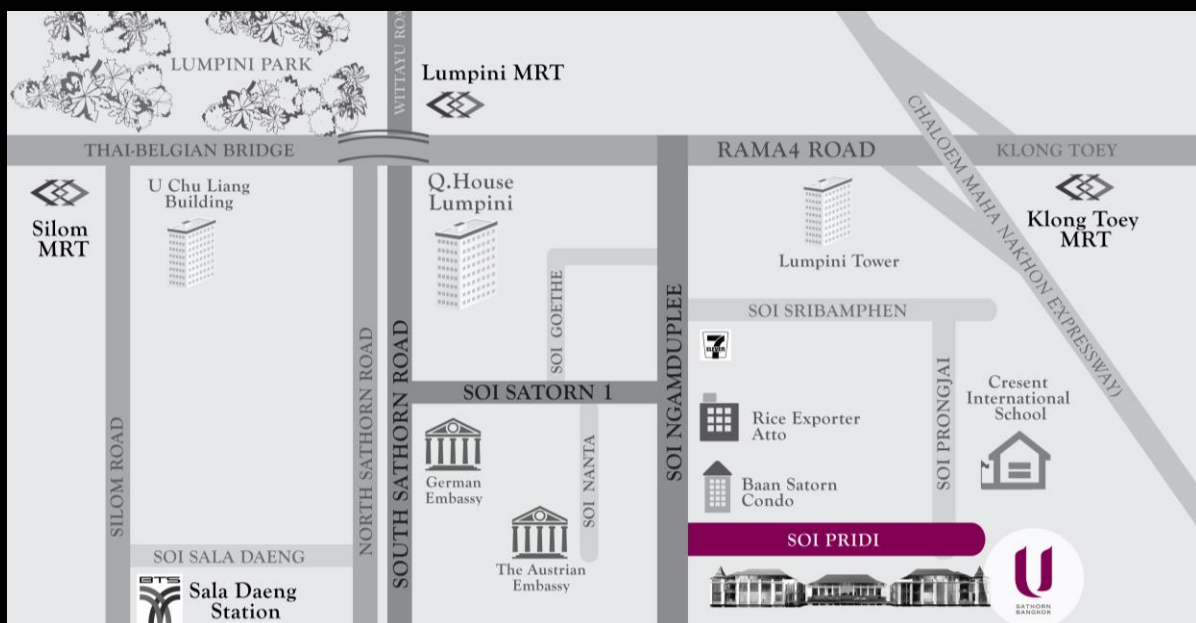 LUMPINI PARK
WITTAYU ROAD
Lumpini MRT
THAI-BELGIAN BRIDGE
RAMA4 ROAD
KLONG TOEY
CHALOEM MAHA NAKHON EXPRESSWAY)
Silom
MRT
U Chu Liang
Building
Q.House
Lumpini
Lumpini Tower
Klong Toey
MRT
SOI GOETHE
SOI SRIBAMPHEN
7
ELEVEN
SILOM ROAD
NORTH SATHORN ROAD
SOUTH SATHORN ROAD
SOI SATORN 1
SOI NGAMDUPLEE
SOI PRONGJAI
Cresent
International
School
Rice Exporter
Atto
German
Embassy
SOI NANTA
Baan Satorn
Condo
SOI PRIDI
SOI SALA DAENG
The Austrian
Embassy
BTS
Sala Daeng
Station
U
SATHORN
BANGKOK